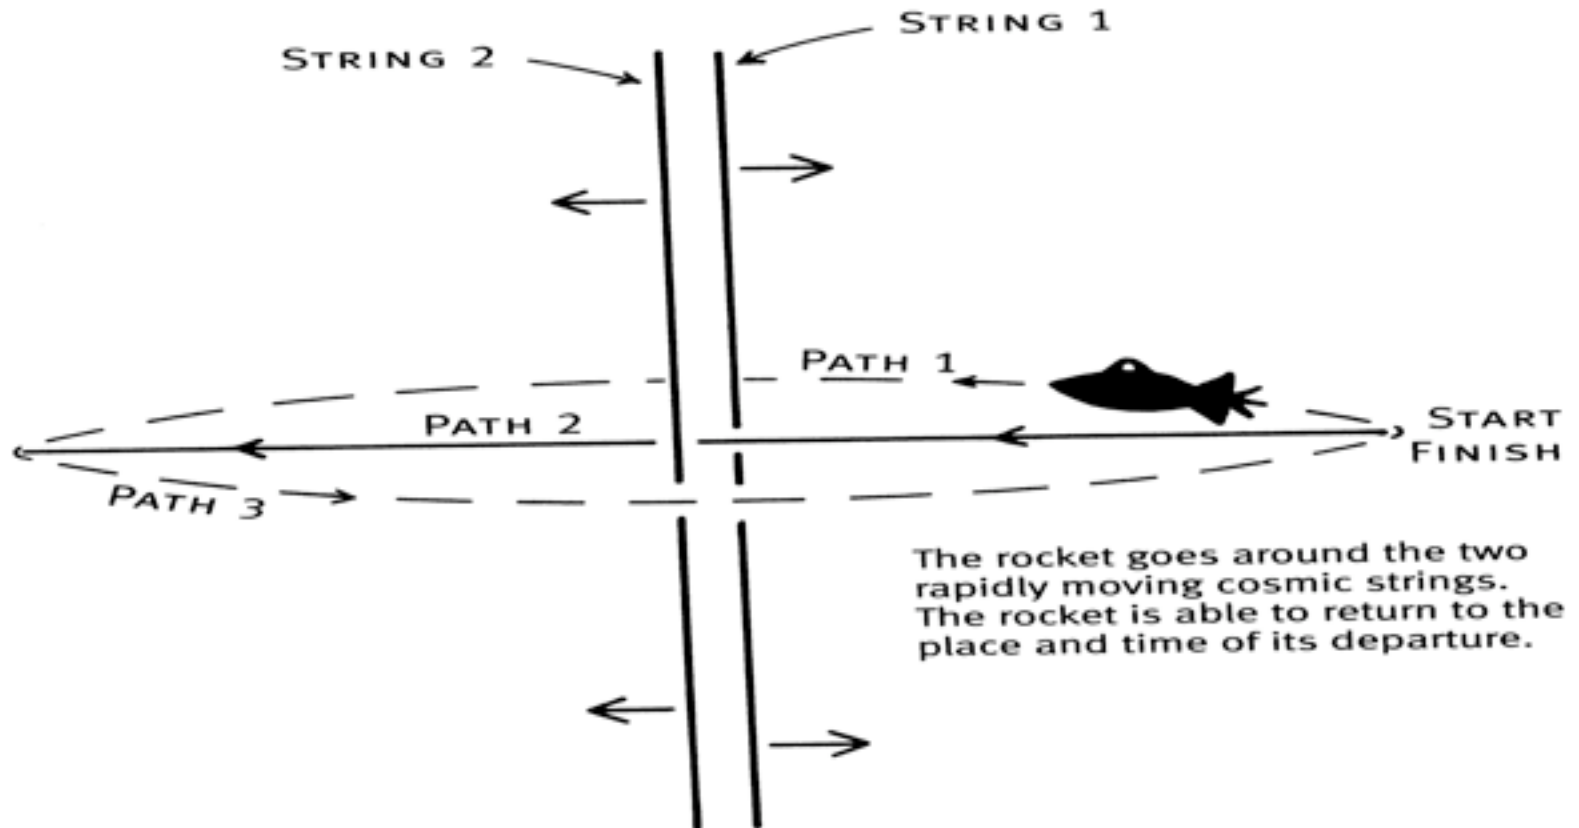 STRING 1
STRING 2
PATH 1
PATH 2
START
FINISH
PATH 3
The rocket goes around the two
rapidly moving cosmic strings.
The rocket is able to return to the
place and time of its departure.